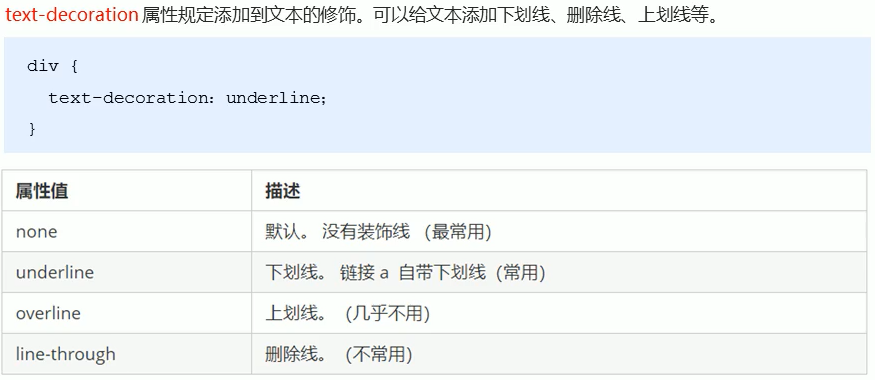 text-decoration 属性规定添加到文本的修饰。可以给文本添加下划线、删除线、上划线等。
div {
text-decoration：underline；
}
属性值 描述
none 默认。 没有装饰线 (最常用)
underline 下划线。 链接 a 自带下划线 (常用)
overline 上划线。 (几乎不用)
line-through 删除线。 (不常用)